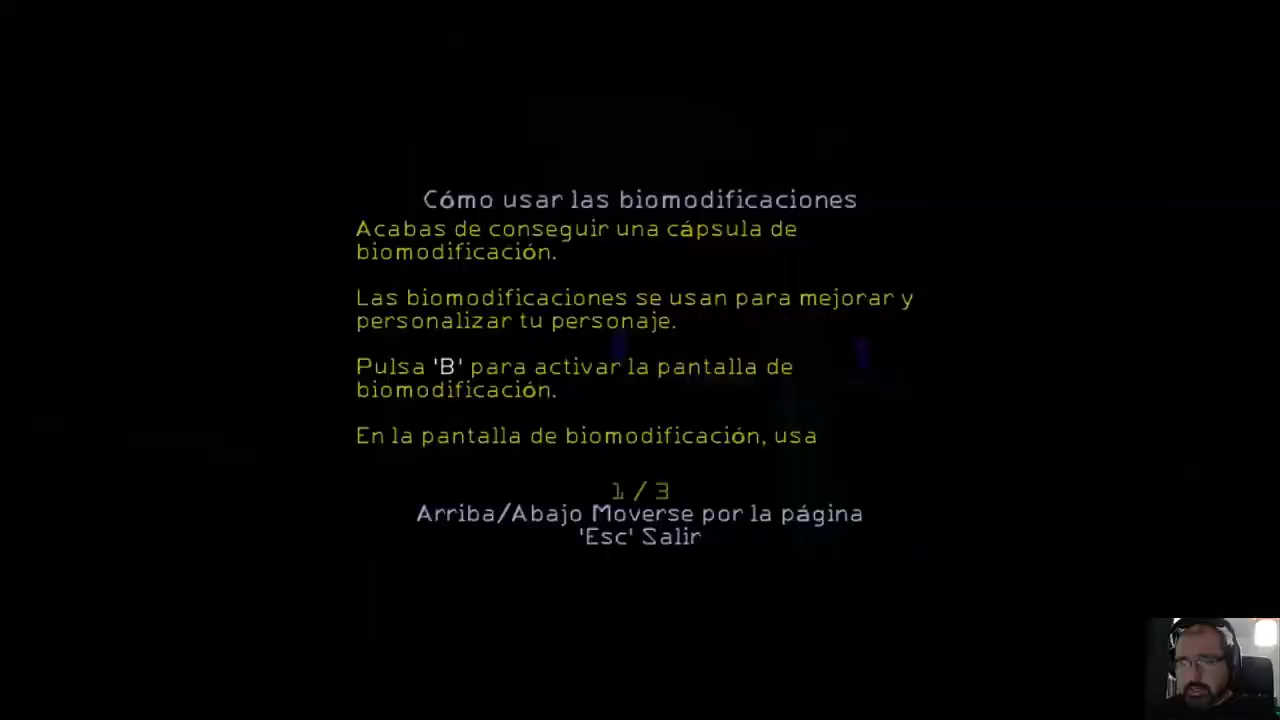 Cómo usar las biomodificaciones
Acabas de conseguir una cápsula de
biomodificación.
Las biomodificaciones se usan para mejorar y
personalizar tu personaje.
Pulsa 'B' para activar la pantalla de
biomodificación.
En la pantalla de biomodificación, usa
1 / 3
Arriba/Abajo Moverse por la página
'Esc' Salir